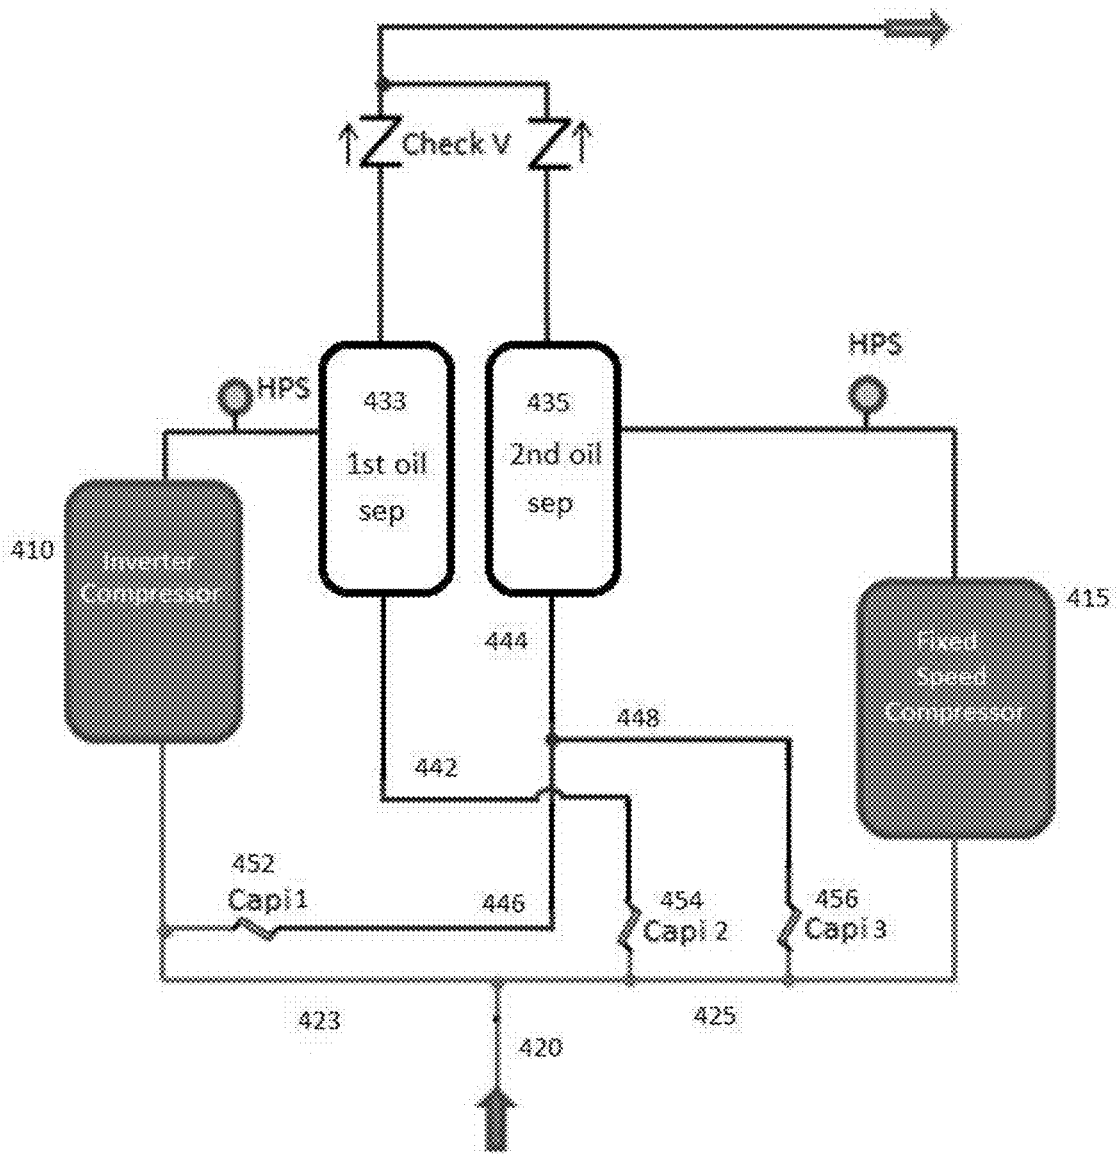 Check V
HPS
HPS
433
1st oil
sep
435
2nd oil
sep
410
Inverter
Compressor
415
Fixed
Speed
Compressor
444
448
442
452
Capi 1
446
454
Capi 2
456
Capi 3
423
425
420